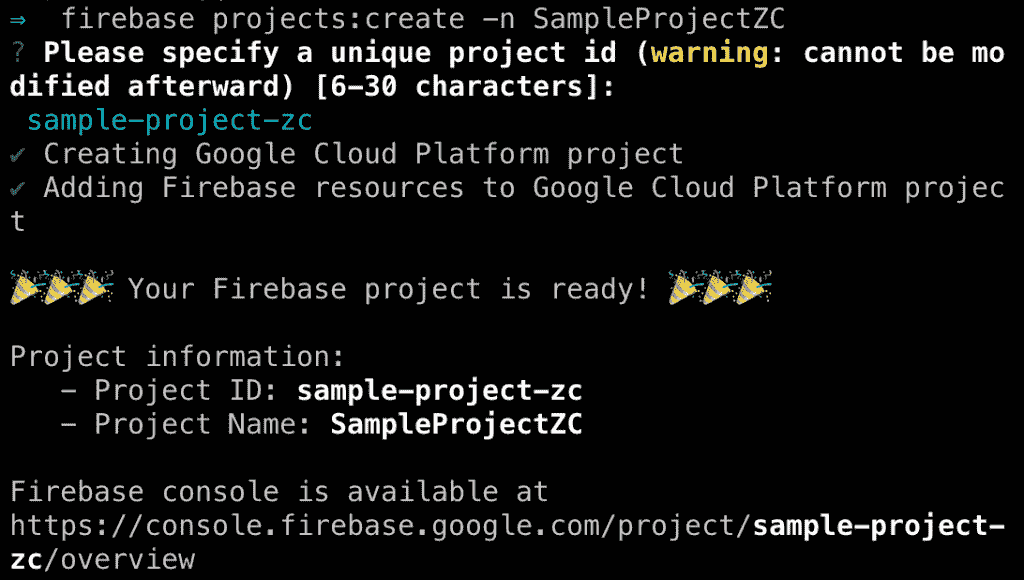 ⇒  firebase projects:create -n SampleProjectZC
? Please specify a unique project id (warning: cannot be mo
dified afterward) [6-30 characters]:
 sample-project-zc
✔ Creating Google Cloud Platform project
✔ Adding Firebase resources to Google Cloud Platform projec
t
🎉🎉🎉 Your Firebase project is ready! 🎉🎉🎉
Project information:
   - Project ID: sample-project-zc
   - Project Name: SampleProjectZC
Firebase console is available at
https://console.firebase.google.com/project/sample-project-
zc/overview